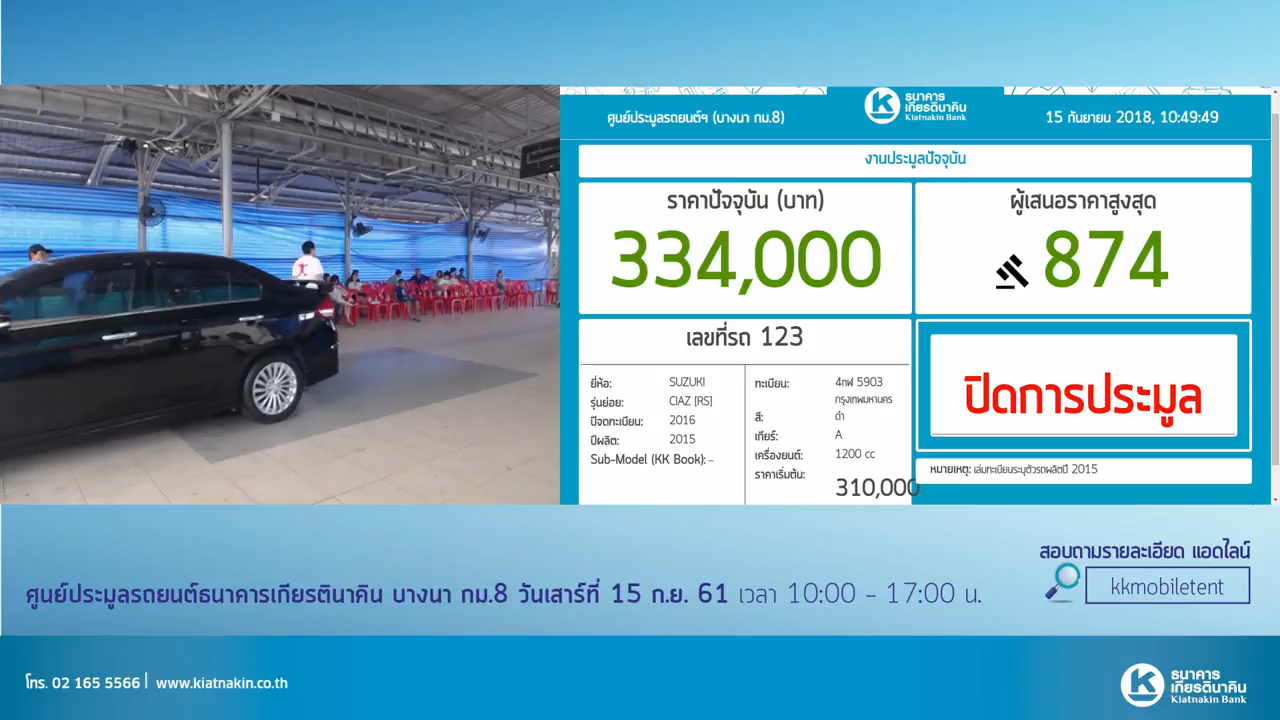 ธนาคาร
เกียรตินาคิน
Kiatnakin Bank
ศูนย์ประมูลรถยนต์ฯ (บางนา กม.8)
15 กันยายน 2018, 10:49:49
งานประมูลปัจจุบัน
ราคาปัจจุบัน (บาท)
334,000
ผู้เสนอราคาสูงสุด
874
เลขที่รถ 123
ยี่ห้อ: SUZUKI
รุ่นย่อย: CIAZ [RS]
ปีจดทะเบียน: 2016
ปีผลิต: 2015
Sub-Model (KK Book): -
ทะเบียน: 4กฬ 5903
กรุงเทพมหานคร
สี: ดำ
เกียร์: A
เครื่องยนต์: 1200 cc
ราคาเริ่มต้น: 310,000
ปิดการประมูล
หมายเหตุ: เล่มทะเบียนระบุตัวรถผลิตปี 2015
สอบถามรายละเอียด แอดไลน์
kkmobiletent
ศูนย์ประมูลรถยนต์ธนาคารเกียรตินาคิน บางนา กม.8 วันเสาร์ที่ 15 ก.ย. 61 เวลา 10:00 - 17:00 น.
โทร. 02 165 5566 | www.kiatnakin.co.th
ธนาคาร
เกียรตินาคิน
Kiatnakin Bank